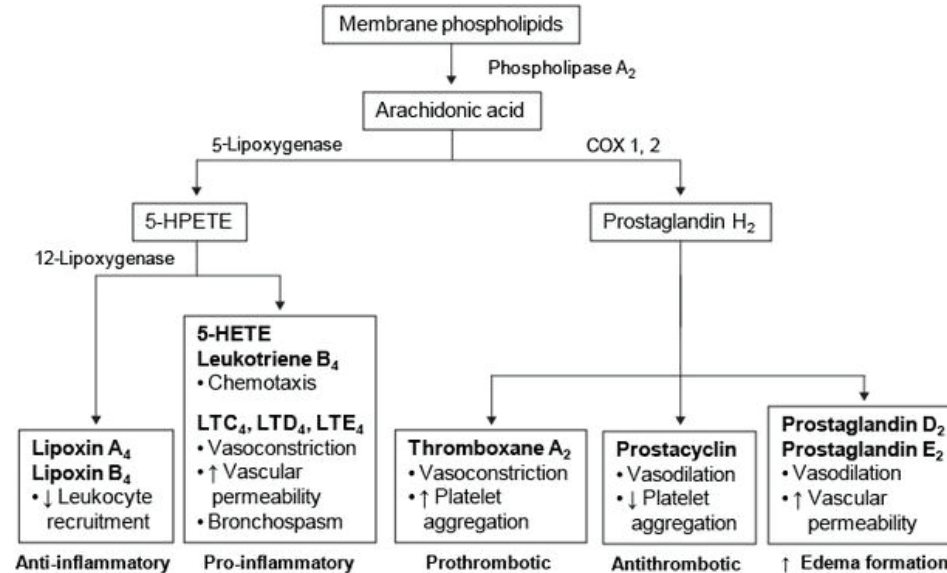 Membrane phospholipids
Phospholipase A₂
Arachidonic acid
5-Lipoxygenase
COX 1, 2
5-HPETE
Prostaglandin H₂
12-Lipoxygenase
5-HETE
Leukotriene B₄
• Chemotaxis
LTC₄, LTD₄, LTE₄
• Vasoconstriction
• ↑ Vascular
permeability
• Bronchospasm
Lipoxin A₄
Lipoxin B₄
• ↓ Leukocyte
recruitment
Thromboxane A₂
• Vasoconstriction
• ↑ Platelet
aggregation
Prostacyclin
• Vasodilation
• ↓ Platelet
aggregation
Prostaglandin D₂
Prostaglandin E₂
• Vasodilation
• ↑ Vascular
permeability
Anti-inflammatory
Pro-inflammatory
Prothrombotic
Antithrombotic
↑ Edema formation